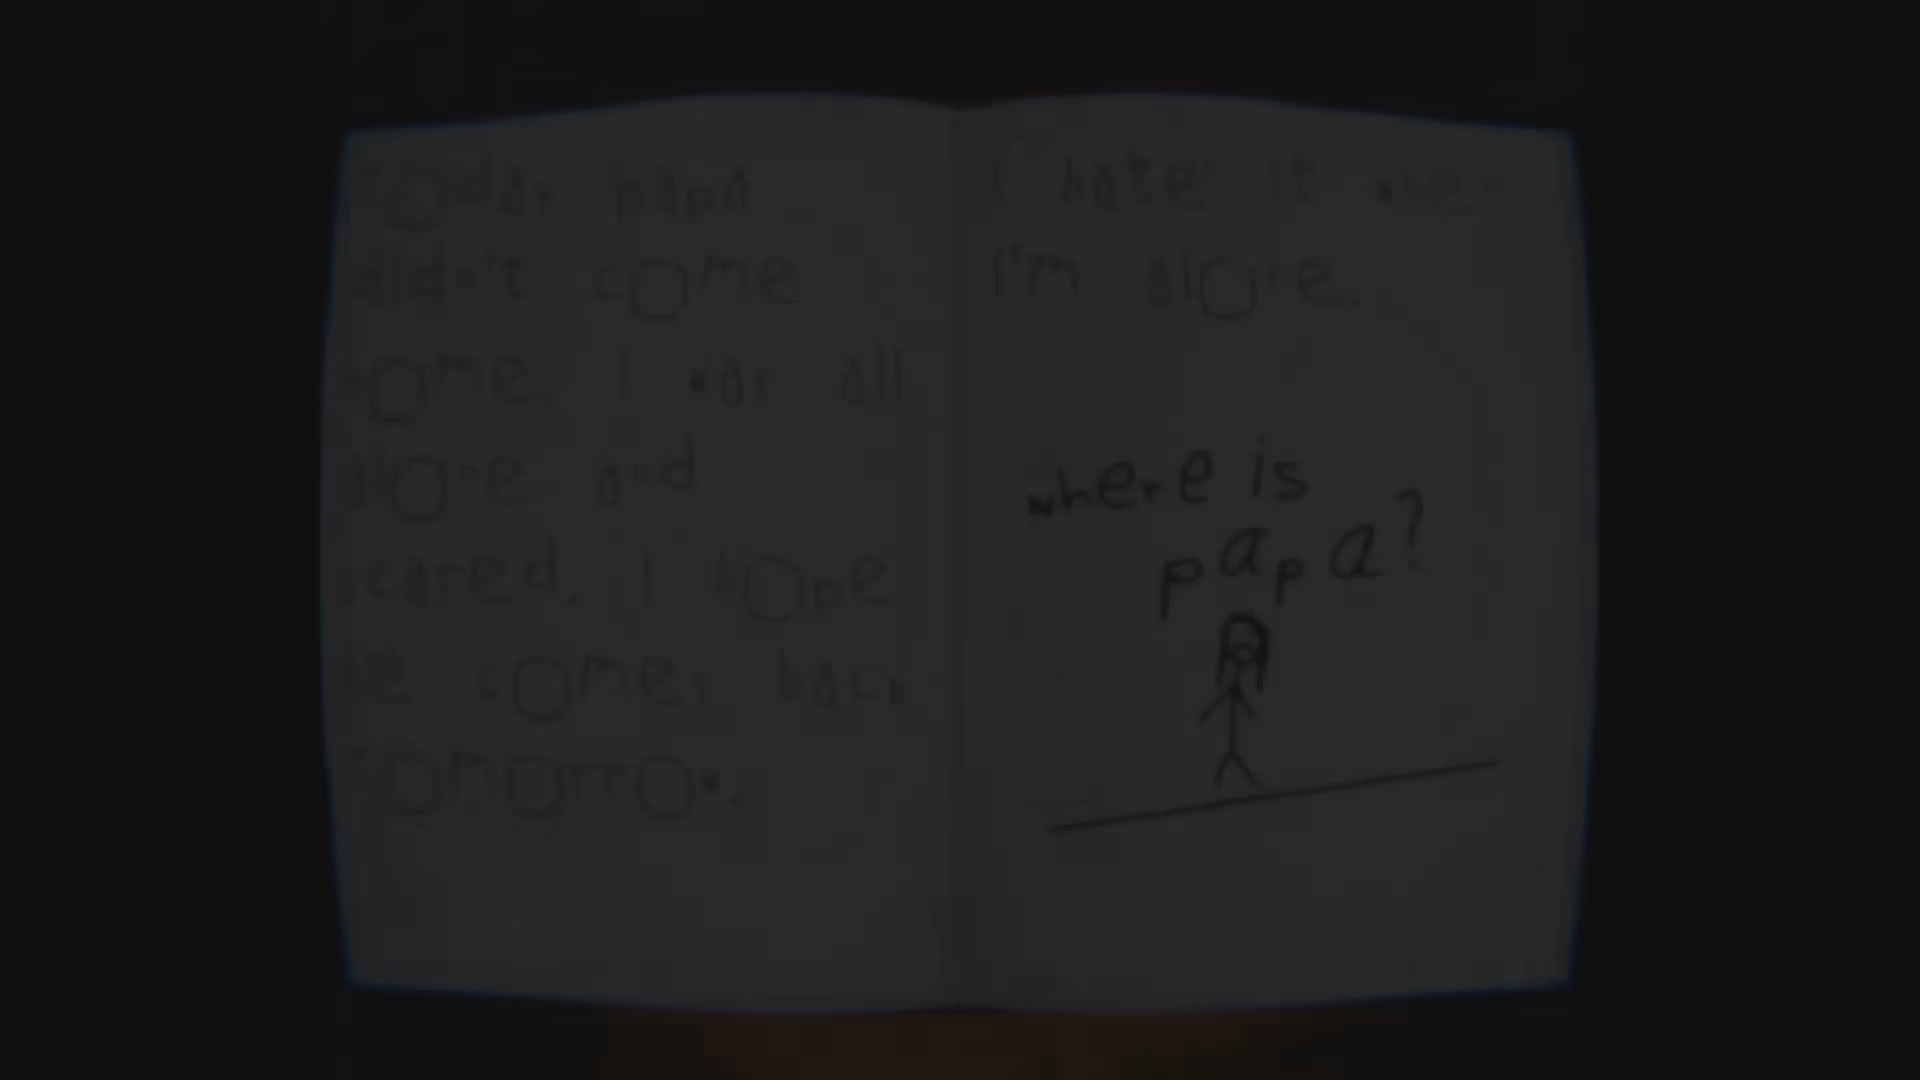 today papa
didn't come
home. I was all
alone and
scared. I hope
he comes back
tomorrow.
I hate it when
I'm alone
where is
papa?